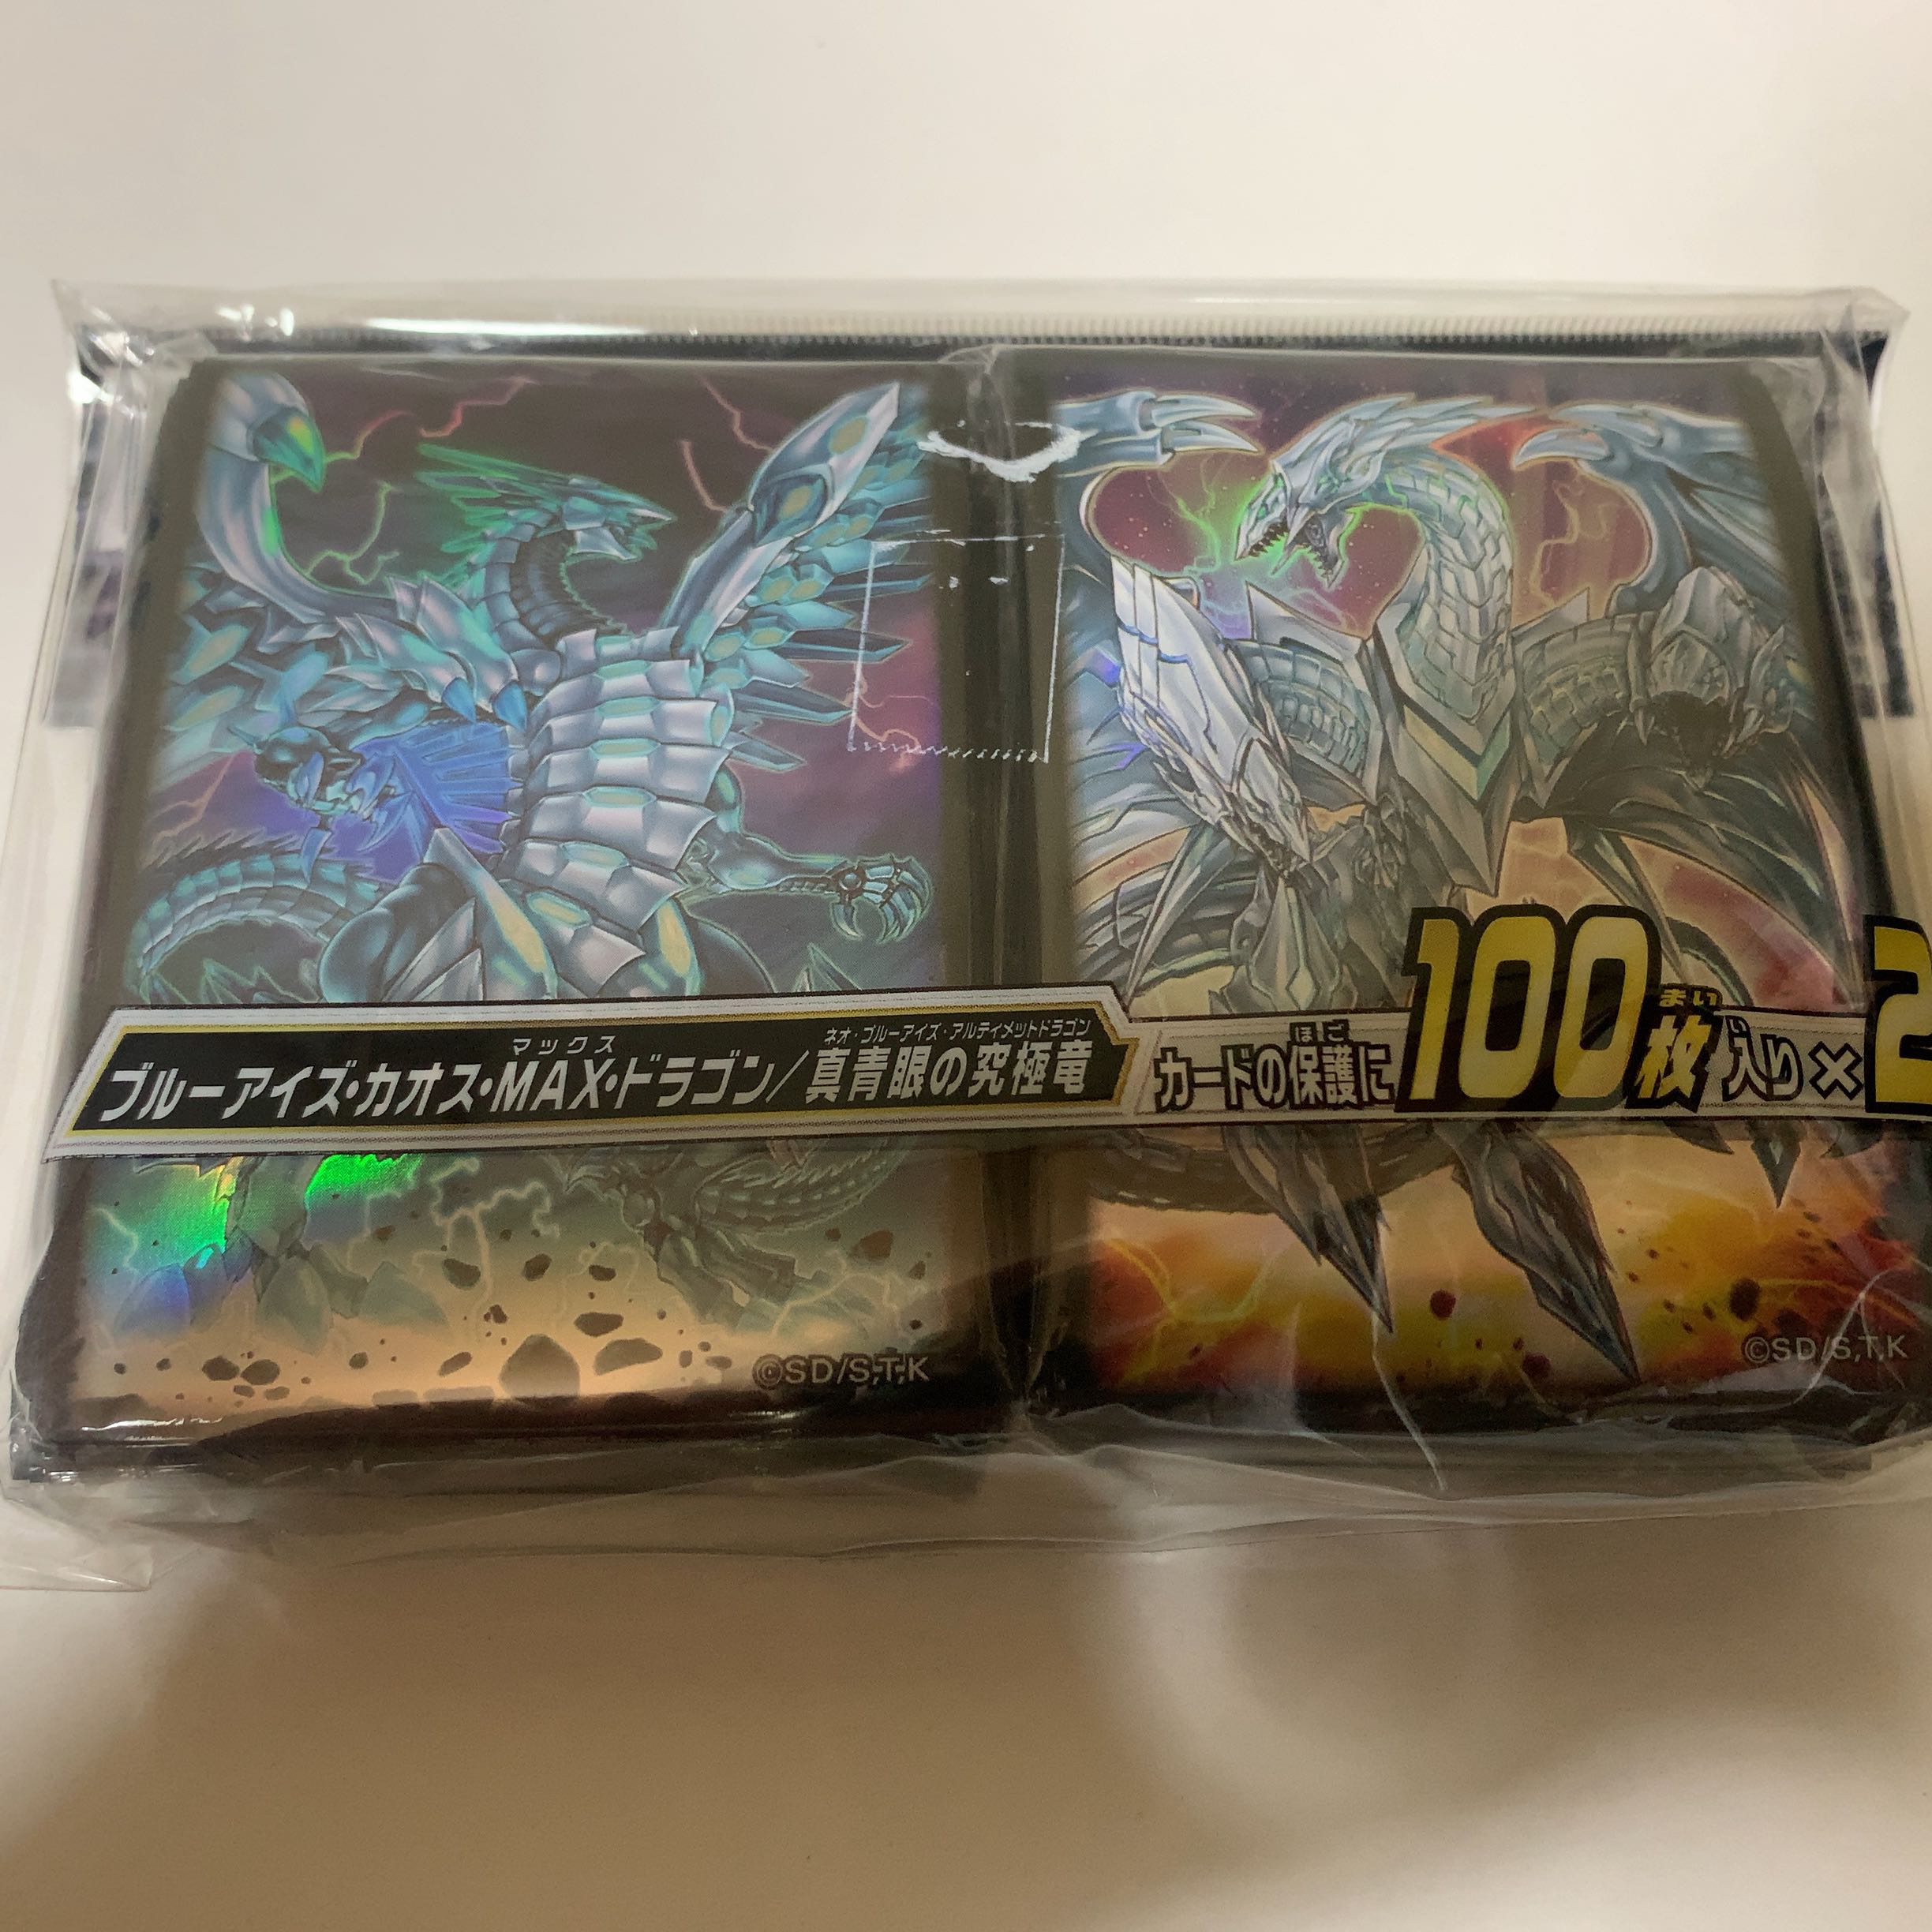 マックス
ネオ・ブルーアイズ・アルティメットドラゴン
ブルーアイズ・カオス・MAX・ドラゴン/真青眼の究極竜
ほご
まい
い
カードの保護に100枚入り×2
©SD/S,T,K
©SD/S,T,K